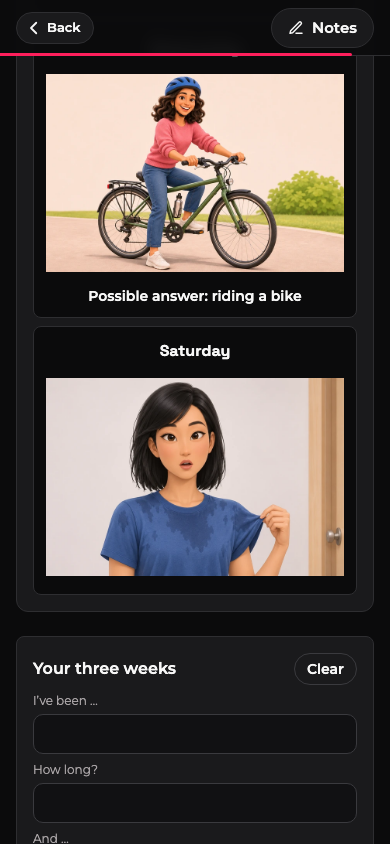 Back
Notes
Possible answer: riding a bike
Saturday
Your three weeks
Clear
I've been ...
How long?
And ...